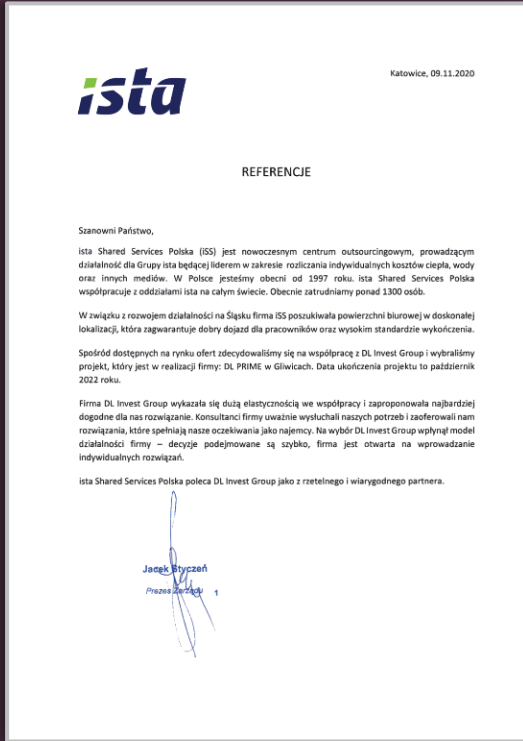 ista
Katowice, 09.11.2020
REFERENCJE
Szanowni Państwo,
ista Shared Services Polska (iSS) jest nowoczesnym centrum outsourcingowym, prowadzącym
działalność dla Grupy ista będącej liderem w zakresie rozliczania indywidualnych kosztów ciepła, wody
oraz innych mediów. W Polsce jesteśmy obecni od 1997 roku. ista Shared Services Polska
współpracuje z oddziałami ista na całym świecie. Obecnie zatrudniamy ponad 1300 osób.
W związku z rozwojem działalności na Śląsku firma iSS poszukiwała powierzchni biurowej w doskonałej
lokalizacji, która zagwarantuje dobry dojazd dla pracowników oraz wysokim standardzie wykończenia.
Spośród dostępnych na rynku ofert zdecydowaliśmy się na współpracę z DL Invest Group i wybraliśmy
projekt, który jest w realizacji firmy: DL PRIME w Gliwicach. Data ukończenia projektu to październik
2022 roku.
Firma DL Invest Group wykazała się dużą elastycznością we współpracy i zaproponowała najbardziej
dogodne dla nas rozwiązanie. Konsultanci firmy uważnie wysłuchali naszych potrzeb i zaoferowali nam
rozwiązania, które spełniają nasze oczekiwania jako najemcy. Na wybór DL Invest Group wpłynął model
działalności firmy – decyzje podejmowane są szybko, firma jest otwarta na wprowadzanie
indywidualnych rozwiązań.
ista Shared Services Polska poleca DL Invest Group jako z rzetelnego i wiarygodnego partnera.
Jacek Styczeń
Prezes Zarządu 1